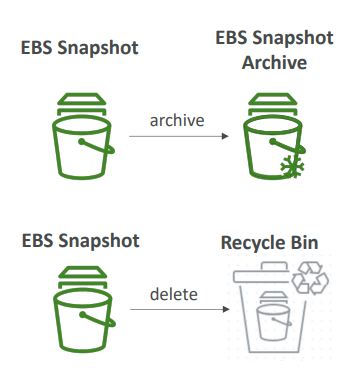 EBS Snapshot
EBS Snapshot
Archive
archive
EBS Snapshot
Recycle Bin
delete